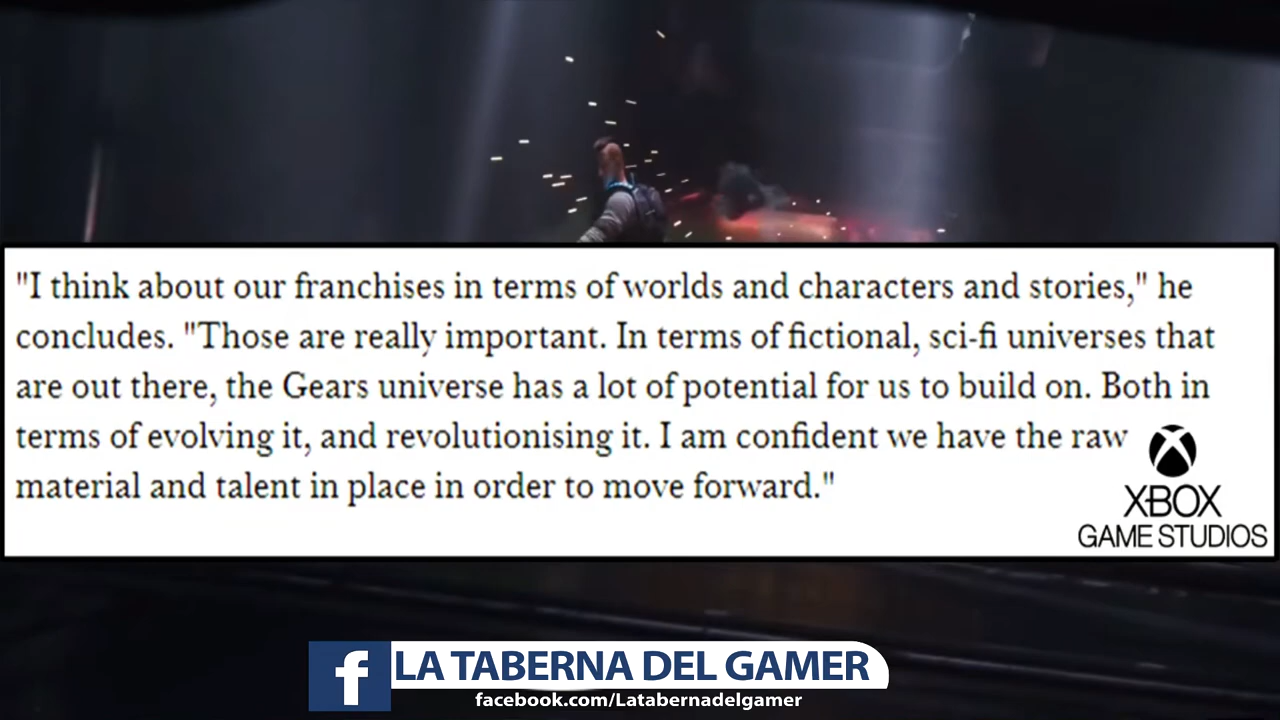 "I think about our franchises in terms of worlds and characters and stories," he
concludes. "Those are really important. In terms of fictional, sci-fi universes that
are out there, the Gears universe has a lot of potential for us to build on. Both in
terms of evolving it, and revolutionising it. I am confident we have the raw
material and talent in place in order to move forward."
XBOX
GAME STUDIOS
f LA TABERNA DEL GAMER
facebook.com/Latabernadelgamer